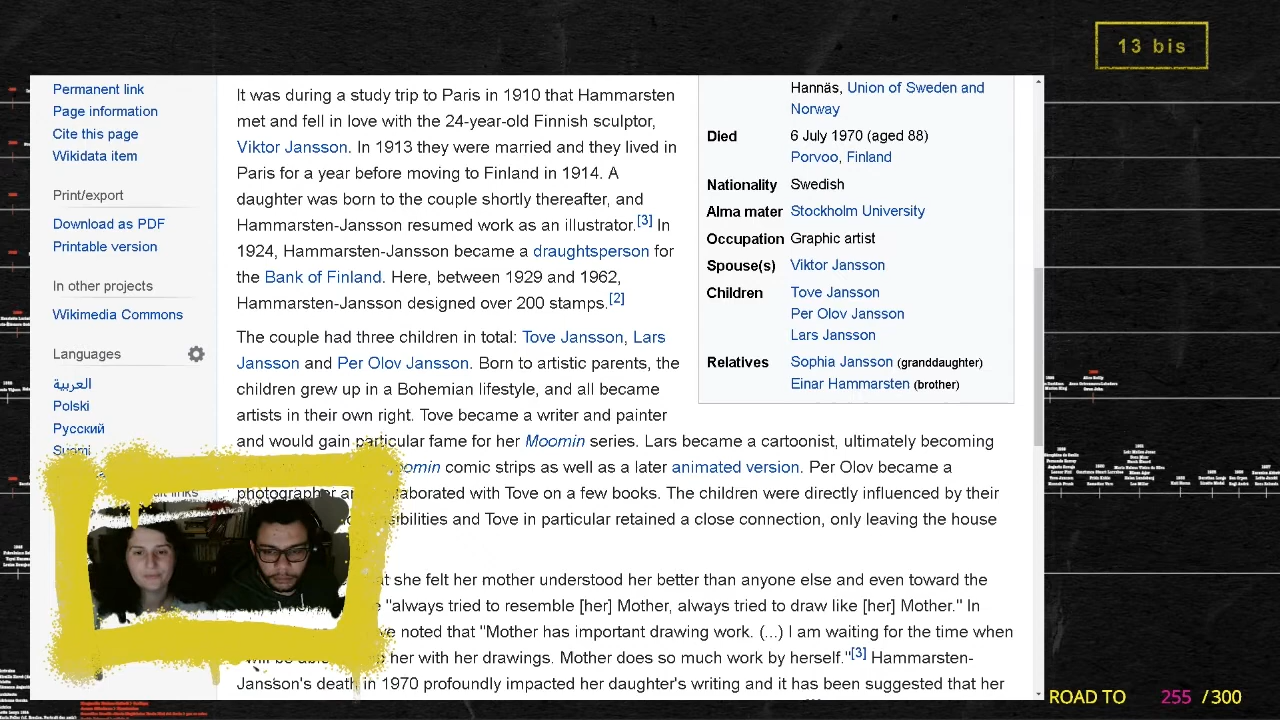 13 bis
Permanent link
Page information
Cite this page
Wikidata item
Print/export
Download as PDF
Printable version
In other projects
Wikimedia Commons
Languages
العربية
Polski
Русский
Suomi
It was during a study trip to Paris in 1910 that Hammarsten
met and fell in love with the 24-year-old Finnish sculptor,
Viktor Jansson. In 1913 they were married and they lived in
Paris for a year before moving to Finland in 1914. A
daughter was born to the couple shortly thereafter, and
Hammarsten-Jansson resumed work as an illustrator.[3] In
1924, Hammarsten-Jansson became a draughtsperson for
the Bank of Finland. Here, between 1929 and 1962,
Hammarsten-Jansson designed over 200 stamps.[2]
The couple had three children in total: Tove Jansson, Lars
Jansson and Per Olov Jansson. Born to artistic parents, the
children grew up in a bohemian lifestyle, and all became
artists in their own right. Tove became a writer and painter
and would gain particular fame for her Moomin series. Lars became a cartoonist, ultimately becoming
comic strips as well as a later animated version. Per Olov became a
photographer and collaborated with Tove on a few books. The children were directly influenced by their
and Tove in particular retained a close connection, only leaving the house
she felt her mother understood her better than anyone else and even toward the
"always tried to resemble [her] Mother, always tried to draw like [her] Mother." In
noted that "Mother has important drawing work. (...) I am waiting for the time when
her with her drawings. Mother does so much work by herself."[3] Hammarsten-
Jansson's death in 1970 profoundly impacted her daughter's writing and it has been suggested that her
Hannäs, Union of Sweden and
Norway
Died 6 July 1970 (aged 88)
Porvoo, Finland
Nationality Swedish
Alma mater Stockholm University
Occupation Graphic artist
Spouse(s) Viktor Jansson
Children Tove Jansson
Per Olov Jansson
Lars Jansson
Relatives Sophia Jansson (granddaughter)
Einar Hammarsten (brother)
ROAD TO 255 / 300